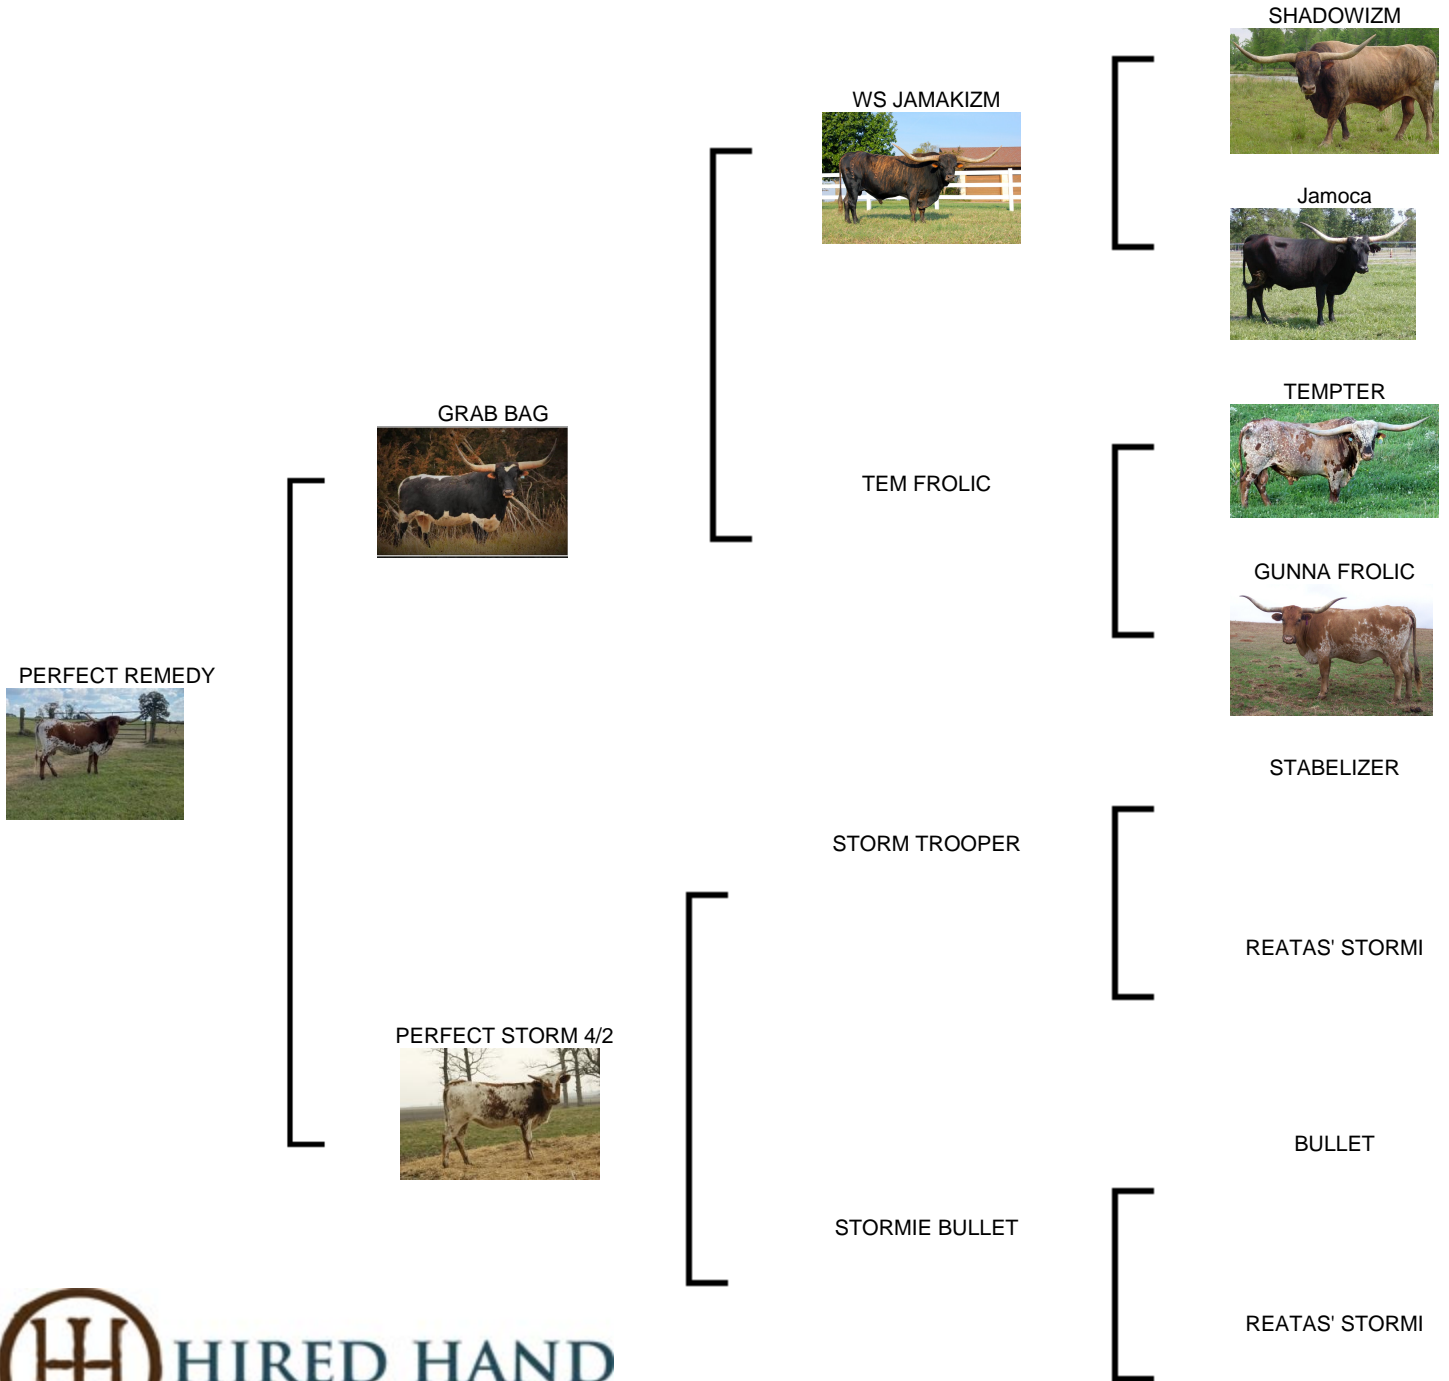 SHADOWIZM
WS JAMAKIZM
Jamoca
TEMPTER
GRAB BAG
TEM FROLIC
GUNNA FROLIC
PERFECT REMEDY
STABELIZER
STORM TROOPER
REATAS' STORMI
PERFECT STORM 4/2
BULLET
STORMIE BULLET
REATAS' STORMI
HIRED HAND